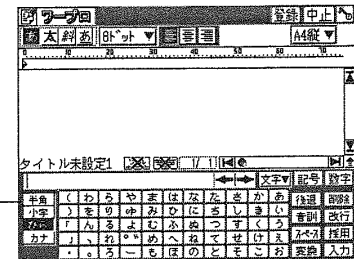 ワープロ 登録 中止
あ 太 斜 あ 8ドット ▼ A4縦 ▼
0 10 20 30 40 50 60 70
タイトル未設定1 1/ 1
文字▼ 記号 数字
半角 ( わ ら や ま は な た さ か あ 後退 削除
小字 ) を り ゆ み ひ に ち し き い 音訓 改行
「 ん る よ む ふ ぬ つ す く う スペース 採用
カナ 」 、 れ ゛ め へ ね て せ け え
・ 。 ろ ー も ほ の と そ こ お 変換 入力